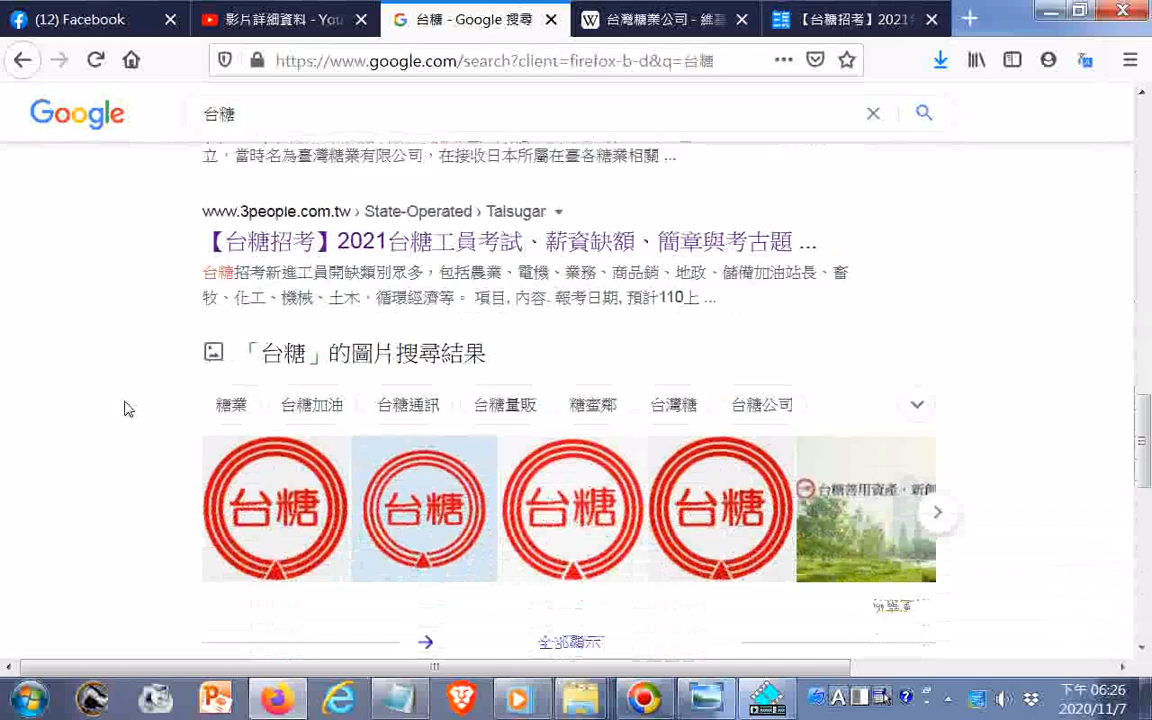 (12) Facebook
影片詳細資料 - You
台糖 - Google 搜尋
台灣糖業公司 - 維基
【台糖招考】2021
https://www.google.com/search?client=firefox-b-d&q=台糖
Google
台糖
立，當時名為臺灣糖業有限公司，在接收日本所屬在臺各糖業相關 ...
www.3people.com.tw › State-Operated › Taisugar
【台糖招考】2021台糖工員考試、薪資缺額、簡章與考古題 ...
台糖招考新進工員開缺類別眾多，包括農業、電機、業務、商品銷、地政、儲備加油站長、畜
牧、化工、機械、土木，循環經濟等。 項目, 內容. 報考日期, 預計110上 ...
「台糖」的圖片搜尋結果
糖業
台糖加油
台糖通訊
台糖量販
糖蜜鄰
台灣糖
台糖公司
台糖
台糖
台糖
台糖
台糖善用資產，新創
全部顯示
A
下午 06:26
2020/11/7